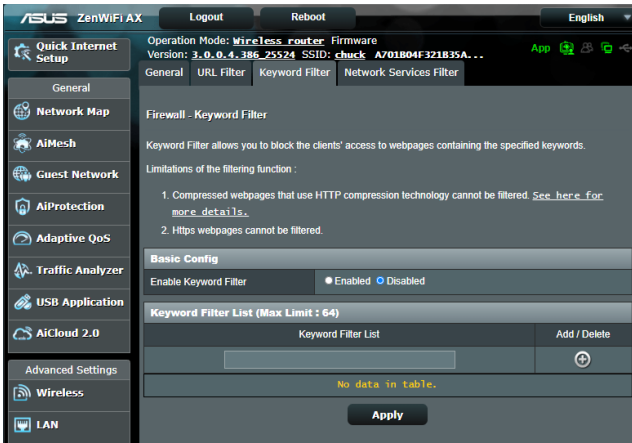 ASUS ZenWiFi AX Logout Reboot English
Quick Internet Setup
Operation Mode: Wireless router Firmware
Version: 3.0.0.4.386_25524 SSID: chuck A701B04F321B35A...
App
General URL Filter Keyword Filter Network Services Filter
General
Network Map
AiMesh
Guest Network
AiProtection
Adaptive QoS
Traffic Analyzer
USB Application
AiCloud 2.0
Advanced Settings
Wireless
LAN
Firewall - Keyword Filter
Keyword Filter allows you to block the clients' access to webpages containing the specified keywords.
Limitations of the filtering function :
1. Compressed webpages that use HTTP compression technology cannot be filtered. See here for
more details.
2. Https webpages cannot be filtered.
Basic Config
Enable Keyword Filter Enabled Disabled
Keyword Filter List (Max Limit : 64)
Keyword Filter List Add / Delete
No data in table.
Apply